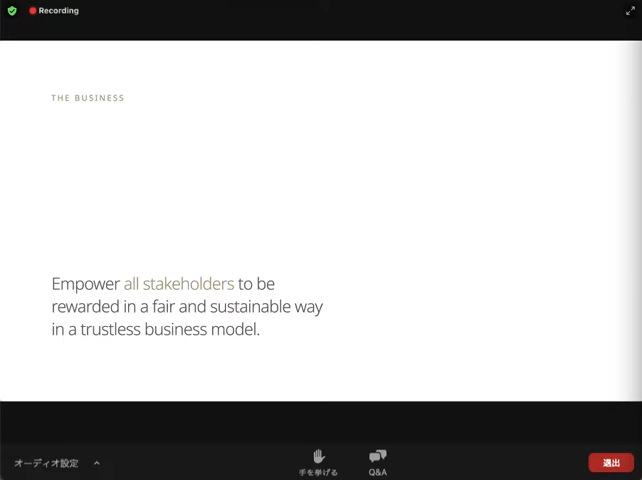 Recording
THE BUSINESS
Empower all stakeholders to be
rewarded in a fair and sustainable way
in a trustless business model.
オーディオ設定
手を挙げる
Q&A
退出